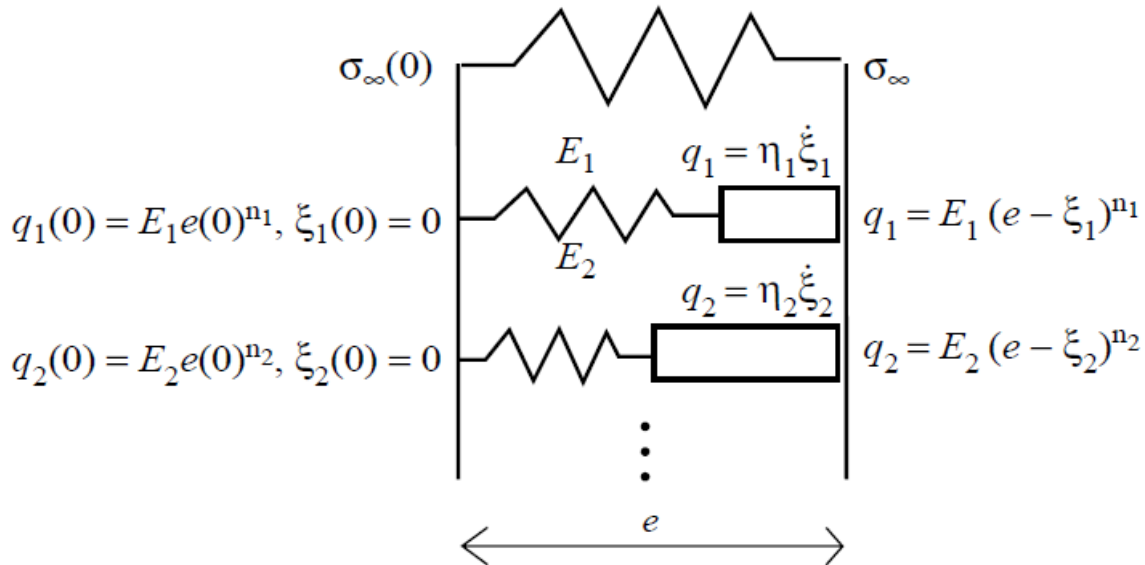 σ∞(0) σ∞
E₁ q₁ = η₁ξ̇₁
q₁(0) = E₁e(0)ⁿ¹, ξ₁(0) = 0 q₁ = E₁ (e − ξ₁)ⁿ¹
E₂ q₂ = η₂ξ̇₂
q₂(0) = E₂e(0)ⁿ², ξ₂(0) = 0 q₂ = E₂ (e − ξ₂)ⁿ²
e